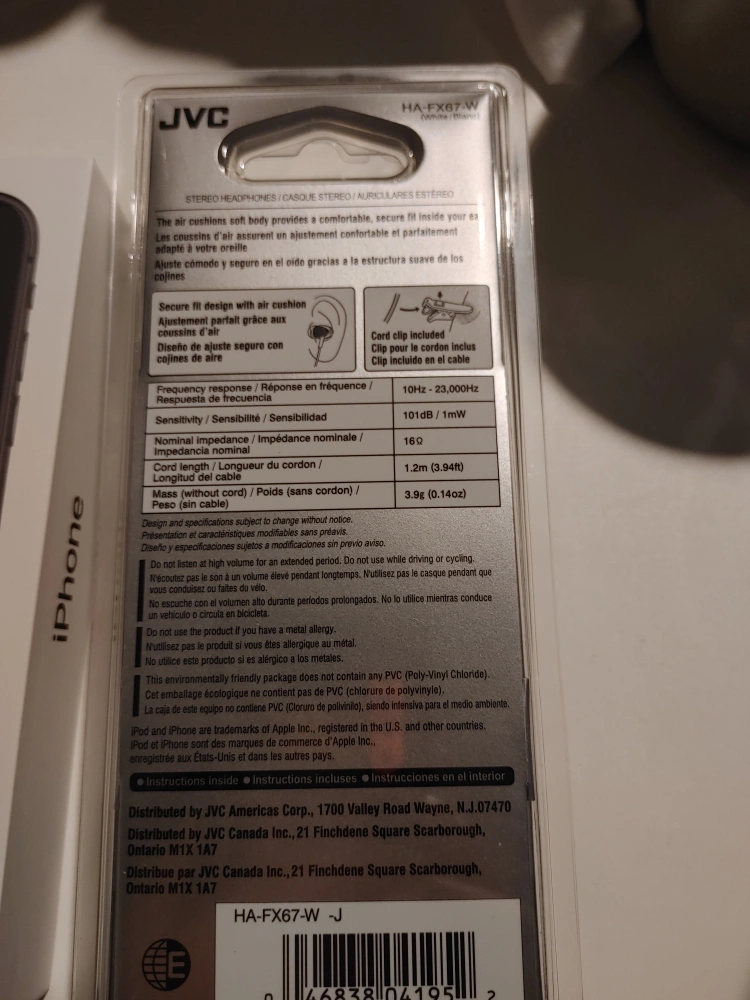 JVC
HA-FX67-W
(White/Blanc)
STEREO HEADPHONES / CASQUE STEREO / AURICULARES ESTÉREO
The air cushions soft body provides a comfortable, secure fit inside your ea
Les coussins d'air assurent un ajustement confortable et parfaitement
adapté à votre oreille
Ajuste cómodo y seguro en el oído gracias a la estructura suave de los
cojines
Secure fit design with air cushion
Ajustement parfait grâce aux
coussins d'air
Diseño de ajuste seguro con
cojines de aire
Cord clip included
Clip pour le cordon inclus
Clip incluido en el cable
Frequency response / Réponse en fréquence /
Respuesta de frecuencia
10Hz - 23,000Hz
Sensitivity / Sensibilité / Sensibilidad
101dB / 1mW
Nominal impedance / Impédance nominale /
Impedancia nominal
16Ω
Cord length / Longueur du cordon /
Longitud del cable
1.2m (3.94ft)
Mass (without cord) / Poids (sans cordon) /
Peso (sin cable)
3.9g (0.14oz)
Design and specifications subject to change without notice.
Présentation et caractéristiques modifiables sans préavis.
Diseño y especificaciones sujetos a modificaciones sin previo aviso.
Do not listen at high volume for an extended period. Do not use while driving or cycling.
N'écoutez pas le son à un volume élevé pendant longtemps. N'utilisez pas le casque pendant que
vous conduisez ou faites du vélo.
No escuche con el volumen alto durante períodos prolongados. No lo utilice mientras conduce
un vehículo o circula en bicicleta.
Do not use the product if you have a metal allergy.
N'utilisez pas le produit si vous êtes allergique au métal.
No utilice este producto si es alérgico a los metales.
This environmentally friendly package does not contain any PVC (Poly-Vinyl Chloride).
Cet emballage écologique ne contient pas de PVC (chlorure de polyvinyle).
La caja de este equipo no contiene PVC (Cloruro de polivinilo), siendo intensiva para el medio ambiente.
iPod and iPhone are trademarks of Apple Inc., registered in the U.S. and other countries.
iPod et iPhone sont des marques de commerce d'Apple Inc.,
enregistrée aux États-Unis et dans les autres pays.
● Instructions inside ● Instructions incluses ● Instrucciones en el interior
Distributed by JVC Americas Corp., 1700 Valley Road Wayne, N.J.07470
Distributed by JVC Canada Inc., 21 Finchdene Square Scarborough,
Ontario M1X 1A7
Distribue par JVC Canada Inc., 21 Finchdene Square Scarborough,
Ontario M1X 1A7
HA-FX67-W -J
E
0 46838 04195 2
iPhone